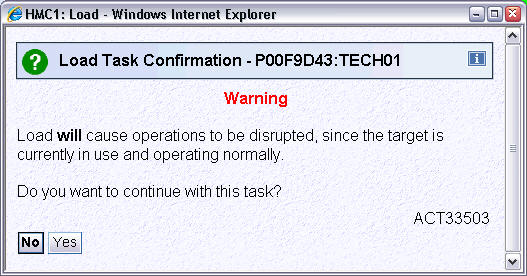 HMC1: Load - Windows Internet Explorer
Load Task Confirmation - P00F9D43:TECH01
Warning
Load will cause operations to be disrupted, since the target is
currently in use and operating normally.
Do you want to continue with this task?
ACT33503
No Yes